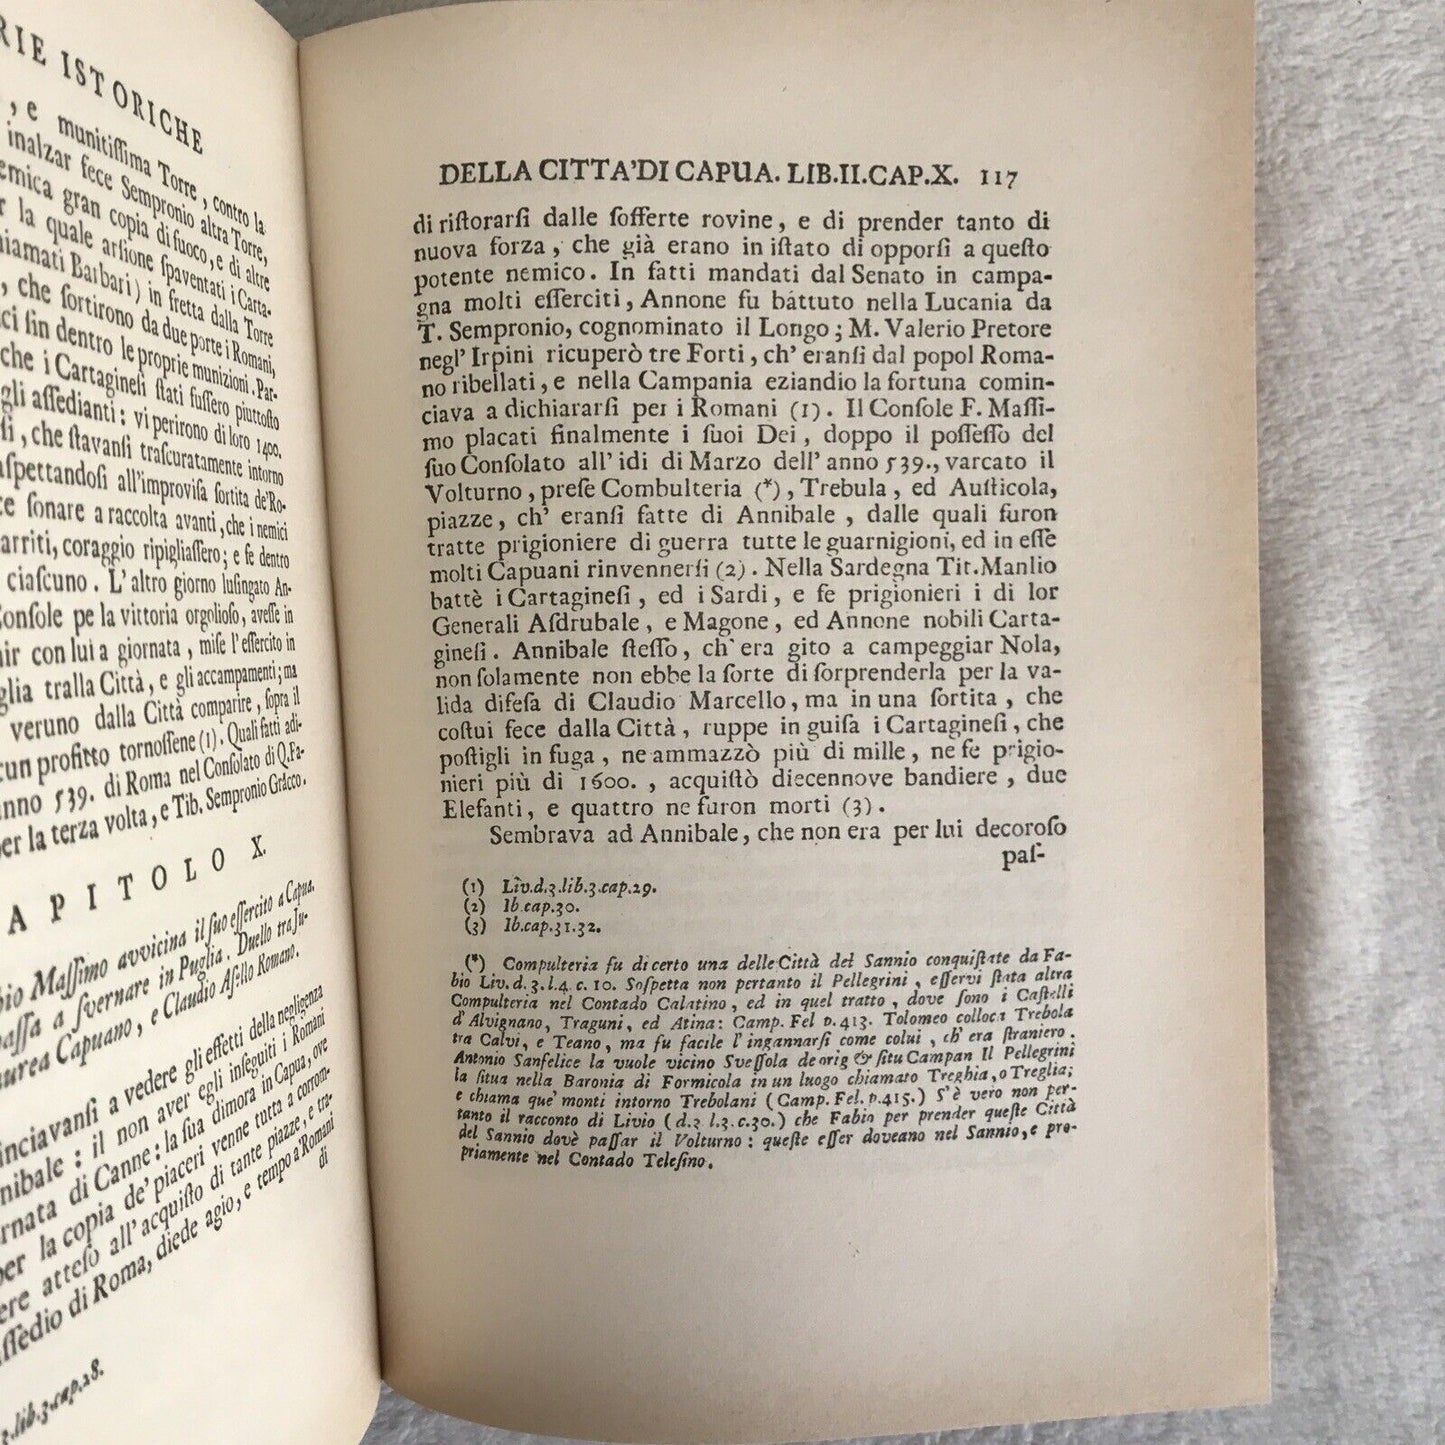 RIE ISTORICHE
, e munitiſſima Torre, contro la
inalzar fece Sempronio altra Torre,
emica gran copia di fuoco, e di altre
r la quale arſione ſpaventati i Carta-
hiamati Barbari) in fretta dalla Torre
, che ſortirono da due porte i Romani,
ci ſin dentro le proprie munizioni. Par-
che i Cartagineſi ſtati fuſſero piuttoſto
gli aſſedianti: vi perirono di loro 1400.
ſi, che ſtavanſi traſcuratamente intorno
aſpettandoſi all'improviſa ſortita de'Ro-
te ſonare a raccolta avanti, che i nemici
arriti, coraggio ripigliaſſero; e ſe dentro
ciaſcuno. L' altro giorno luſingato An-
Conſole pe la vittoria orgolioſo, aveſſe in
nir con lui a giornata, miſe l'eſſercito in
glia tralla Città, e gli accampamenti; ma
veruno dalla Città comparire, ſopra il
cun profitto tornoſſene (1). Quali fatti adi-
anno 539. di Roma nel Conſolato di Q. Fa-
per la terza volta, e Tib. Sempronio Gracco.
APITOLO X.
bio Maſſimo avvicina il ſuo eſſercito a Capua.
paſſa a ſvernare in Puglia. Duello tra Ju-
urea Capuano, e Claudio Aſello Romano.
inciavanſi a vedere gli effetti della negligenza
nibale: il non aver egli inſeguiti i Romani
rnata di Canne: la ſua dimora in Capua, ove
per la copia de' piaceri venne tutta a corrom-
ere atteſo all' acquiſto di tante piazze, e tra-
ſſedio di Roma, diede agio, e tempo a' Romani
di
3. lib. 3. cap. 28.
DELLA CITTA' DI CAPUA. LIB.II.CAP.X. 117
di riſtorarſi dalle ſofferte rovine, e di prender tanto di
nuova forza, che già erano in iſtato di opporſi a queſto
potente nemico. In fatti mandati dal Senato in campa-
gna molti eſſerciti, Annone fu battuto nella Lucania da
T. Sempronio, cognominato il Longo; M. Valerio Pretore
negl' Irpini ricuperò tre Forti, ch' eranſi dal popol Roma-
no ribellati, e nella Campania eziandio la fortuna comin-
ciava a dichiararſi per i Romani (1). Il Conſole F. Maſſi-
mo placati finalmente i ſuoi Dei, doppo il poſſeſſo del
ſuo Conſolato all' idi di Marzo dell' anno 539., varcato il
Volturno, preſe Combulteria (*), Trebula, ed Auſticola,
piazze, ch' eranſi fatte di Annibale, dalle quali furon
tratte prigioniere di guerra tutte le guarnigioni, ed in eſſe
molti Capuani rinvennerſi (2). Nella Sardegna Tit. Manlio
battè i Cartagineſi, ed i Sardi, e fe prigionieri i di lor
Generali Aſdrubale, e Magone, ed Annone nobili Carta-
gineſi. Annibale ſteſſo, ch' era gito a campeggiar Nola,
non ſolamente non ebbe la ſorte di ſorprenderla per la va-
lida difeſa di Claudio Marcello, ma in una ſortita, che
coſtui fece dalla Città, ruppe in guiſa i Cartagineſi, che
poſtigli in fuga, ne ammazzò più di mille, ne fe prigio-
nieri più di 1600., acquiſtò diecennove bandiere, due
Elefanti, e quattro ne furon morti (3).
Sembrava ad Annibale, che non era per lui decoroſo
paſ-
(1) Liv. d. 3. lib. 3. cap. 29.
(2) Ib. cap. 30.
(3) Ib. cap. 31. 32.
(*) Compulteria fu di certo una delle Città del Sannio conquiſtate da Fa-
bio Liv. d. 3. l. 4. c. 10. Soſpetta non pertanto il Pellegrini, eſſervi ſtata altra
Compulteria nel Contado Calatino, ed in quel tratto, dove ſono i Caſtelli
d' Alvignano, Traguni, ed Atina: Camp. Fel p. 413. Tolomeo colloca Trebola
tra Calvi, e Teano, ma fu facile l' ingannarſi come colui, ch' era ſtraniero.
Antonio Sanfelice la vuole vicino Sveſſola de orig & ſitu Campan Il Pellegrini
la ſitua nella Baronia di Formicola in un luogo chiamato Treghia, o Treglia;
e chiama que' monti intorno Trebolani (Camp. Fel. p. 415.) S' è vero non per-
tanto il racconto di Livio (d. 3 l. 3. c. 30.) che Fabio per prender queſte Città
del Sannio dovè paſſar il Volturno: queſte eſſer doveano nel Sannio, e pro-
priamente nel Contado Teleſino.